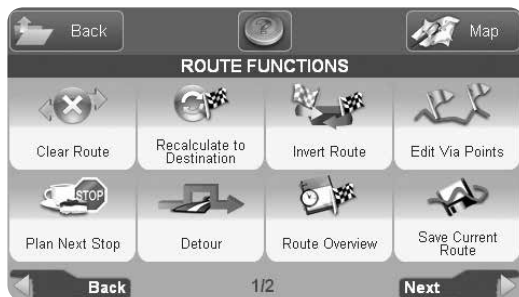 Back
?
Map
ROUTE FUNCTIONS
Clear Route
Recalculate to
Destination
Invert Route
Edit Via Points
STOP
Plan Next Stop
Detour
Route Overview
Save Current
Route
Back
1/2
Next